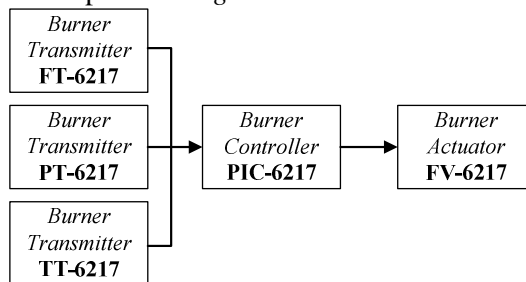 Burner
Transmitter
FT-6217
Burner
Transmitter
PT-6217
Burner
Transmitter
TT-6217
Burner
Controller
PIC-6217
Burner
Actuator
FV-6217